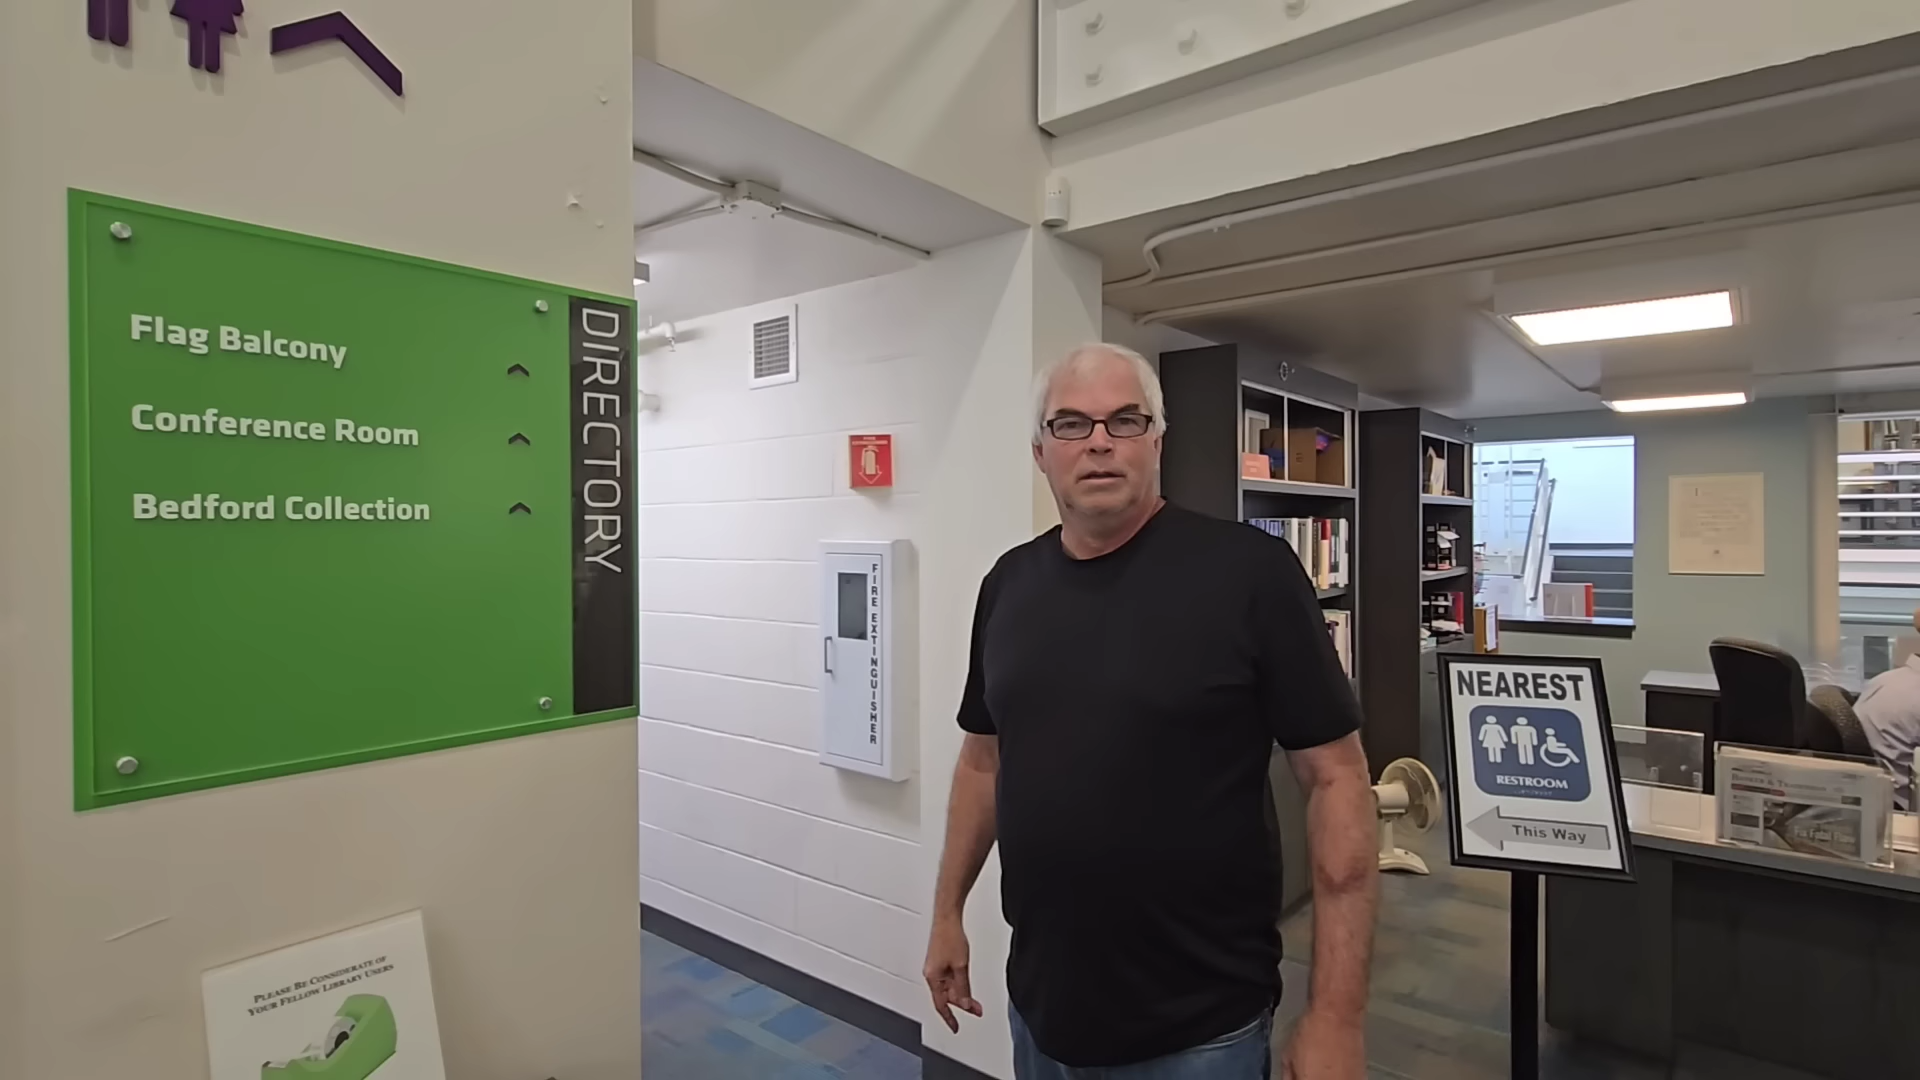 Flag Balcony
Conference Room
Bedford Collection
DIRECTORY
FIRE EXTINGUISHER
NEAREST
RESTROOM
This Way
PLEASE BE CONSIDERATE OF
YOUR FELLOW LIBRARY USERS